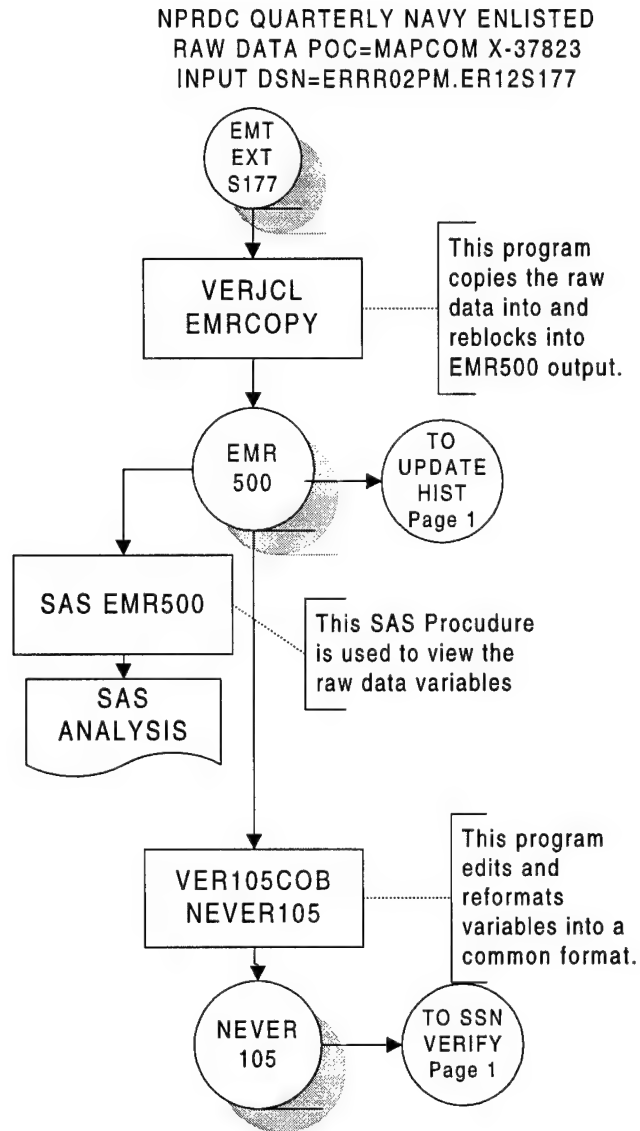 NPRDC QUARTERLY NAVY ENLISTED
RAW DATA POC=MAPCOM X-37823
INPUT DSN=ERRR02PM.ER12S177
EMT
EXT
S177
This program
copies the raw
data into and
reblocks into
EMR500 output.
VERJCL
EMRCOPY
EMR
500
TO
UPDATE
HIST
Page 1
SAS EMR500
This SAS Procudure
is used to view the
raw data variables
SAS
ANALYSIS
This program
edits and
reformats
variables into a
common format.
VER105COB
NEVER105
NEVER
105
TO SSN
VERIFY
Page 1